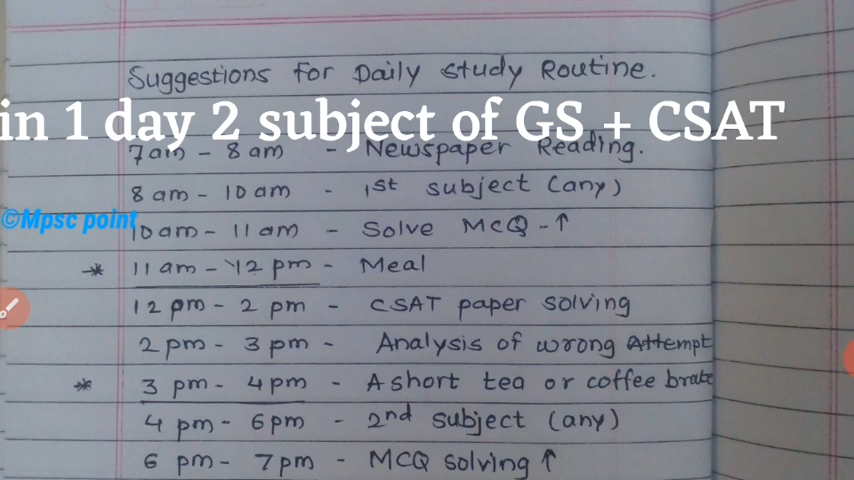 Suggestions For Daily study Routine.
in 1 day 2 subject of GS + CSAT
7am - 8 am - Newspaper Reading.
8 am - 10 am - 1st subject (any)
©Mpsc point
10 am - 11 am - Solve MCQ - ↑
* 11 am - 12 pm - Meal
12 pm - 2 pm - CSAT paper solving
2 pm - 3 pm - Analysis of wrong Attempt
* 3 pm - 4 pm - A short tea or coffee brake
4 pm - 6 pm - 2nd subject (any)
6 pm - 7 pm - MCQ solving ↑